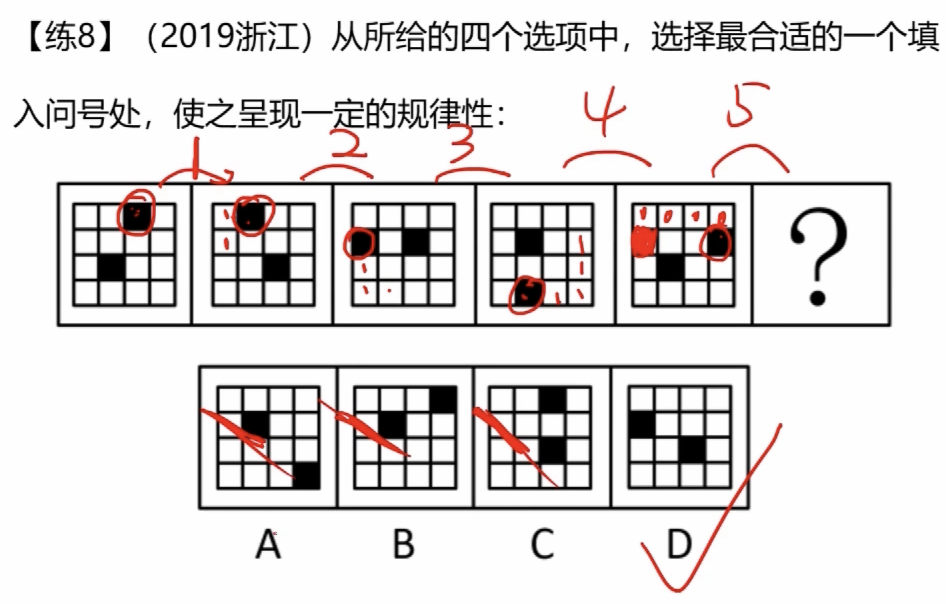 【练8】（2019浙江）从所给的四个选项中，选择最合适的一个填
入问号处，使之呈现一定的规律性：
1 2 3 4 5
?
A B C D